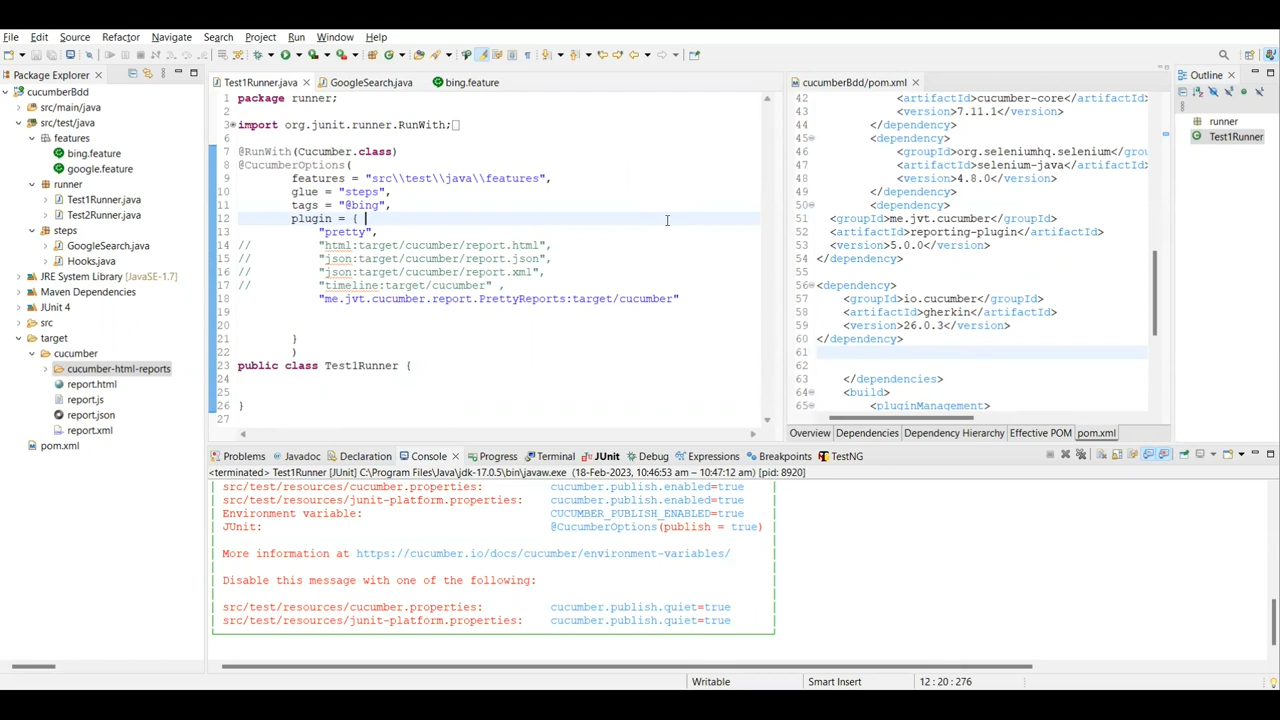 File Edit Source Refactor Navigate Search Project Run Window Help
Package Explorer
cucumberBdd
src/main/java
src/test/java
features
bing.feature
google.feature
runner
Test1Runner.java
Test2Runner.java
steps
GoogleSearch.java
Hooks.java
JRE System Library [JavaSE-1.7]
Maven Dependencies
JUnit 4
src
target
cucumber
cucumber-html-reports
report.html
report.js
report.json
report.xml
pom.xml
Test1Runner.java GoogleSearch.java bing.feature
1 package runner;
2
3 import org.junit.runner.RunWith;
6
7 @RunWith(Cucumber.class)
8 @CucumberOptions(
9 features = "src\\test\\java\\features",
10 glue = "steps",
11 tags = "@bing",
12 plugin = {
13 "pretty",
14 // "html:target/cucumber/report.html",
15 // "json:target/cucumber/report.json",
16 // "json:target/cucumber/report.xml",
17 // "timeline:target/cucumber" ,
18 "me.jvt.cucumber.report.PrettyReports:target/cucumber"
19
20
21 }
22 )
23 public class Test1Runner {
24
25
26 }
27
cucumberBdd/pom.xml
42 <artifactId>cucumber-core</artifactId>
43 <version>7.11.1</version>
44 </dependency>
45 <dependency>
46 <groupId>org.seleniumhq.selenium</grou
47 <artifactId>selenium-java</artifactId>
48 <version>4.8.0</version>
49 </dependency>
50 <dependency>
51 <groupId>me.jvt.cucumber</groupId>
52 <artifactId>reporting-plugin</artifactId>
53 <version>5.0.0</version>
54 </dependency>
55
56 <dependency>
57 <groupId>io.cucumber</groupId>
58 <artifactId>gherkin</artifactId>
59 <version>26.0.3</version>
60 </dependency>
61
62
63 </dependencies>
64 <build>
65 <pluginManagement>
Overview Dependencies Dependency Hierarchy Effective POM pom.xml
Outline
runner
Test1Runner
Problems Javadoc Declaration Console Progress Terminal JUnit Debug Expressions Breakpoints TestNG
<terminated> Test1Runner [JUnit] C:\Program Files\Java\jdk-17.0.5\bin\javaw.exe (18-Feb-2023, 10:46:53 am – 10:47:12 am) [pid: 8920]
src/test/resources/cucumber.properties: cucumber.publish.enabled=true
src/test/resources/junit-platform.properties: cucumber.publish.enabled=true
Environment variable: CUCUMBER_PUBLISH_ENABLED=true
JUnit: @CucumberOptions(publish = true)
More information at https://cucumber.io/docs/cucumber/environment-variables/
Disable this message with one of the following:
src/test/resources/cucumber.properties: cucumber.publish.quiet=true
src/test/resources/junit-platform.properties: cucumber.publish.quiet=true
Writable Smart Insert 12 : 20 : 276